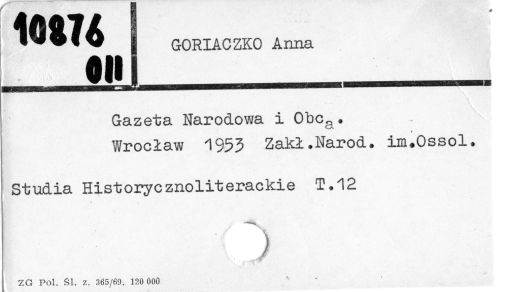 10876
OII
GORIACZKO Anna
Gazeta Narodowa i Obca.
Wrocław 1953 Zakł.Narod. im.Ossol.
Studia Historycznoliterackie T.12
ZG Pol. Śl. z. 365/69. 120 000